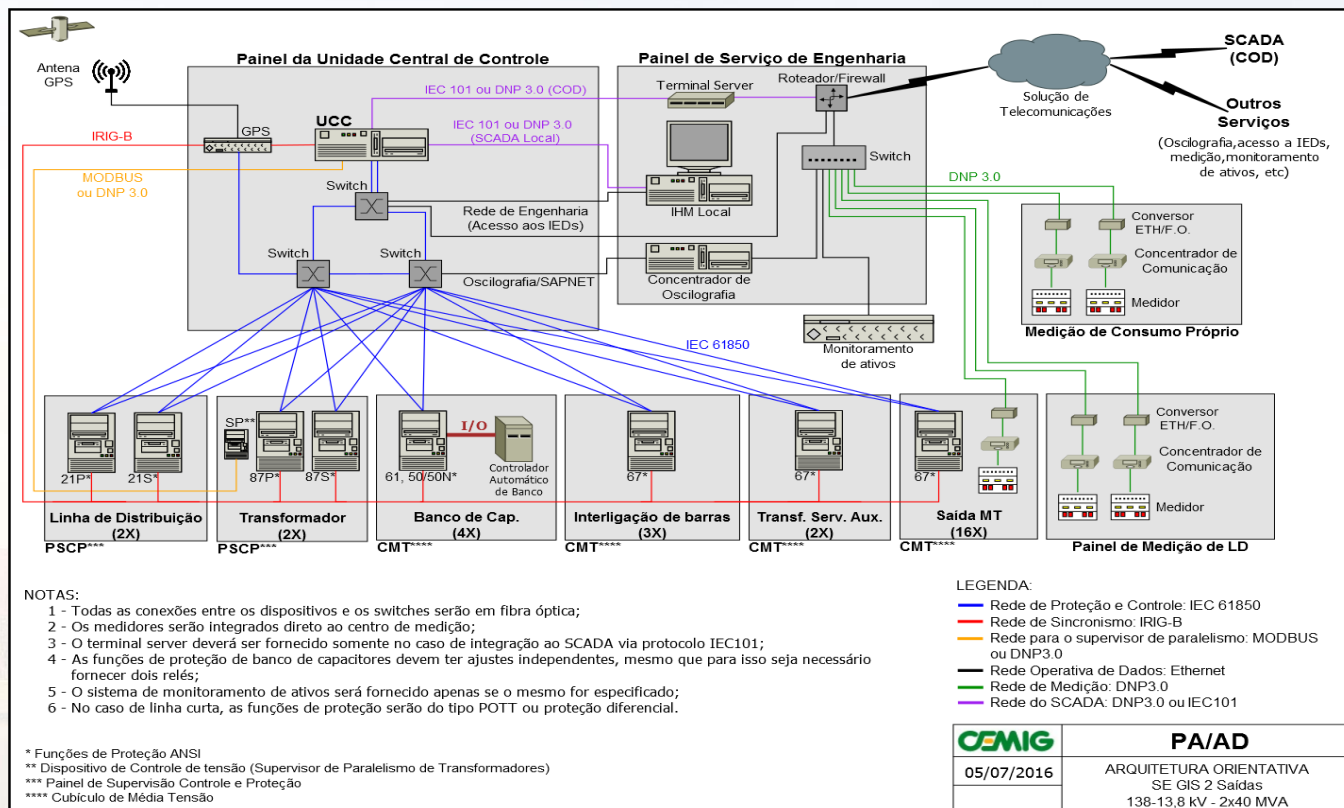 Antena
GPS
Painel da Unidade Central de Controle
GPS
UCC
IRIG-B
MODBUS
ou DNP 3.0
IEC 101 ou DNP 3.0 (COD)
IEC 101 ou DNP 3.0
(SCADA Local)
Switch
Switch
Switch
Rede de Engenharia
(Acesso aos IEDs)
Oscilografia/SAPNET
Painel de Serviço de Engenharia
Terminal Server
Roteador/Firewall
Switch
IHM Local
Concentrador de
Oscilografia
Monitoramento
de ativos
Solução de
Telecomunicações
SCADA
(COD)
Outros
Serviços
(Oscilografia,acesso a IEDs,
medição,monitoramento
de ativos, etc)
DNP 3.0
Conversor
ETH/F.O.
Concentrador de
Comunicação
Medidor
Medição de Consumo Próprio
IEC 61850
21P*
21S*
Linha de Distribuição
(2X)
PSCP***
SP**
87P*
87S*
Transformador
(2X)
PSCP***
I/O
61, 50/50N*
Controlador
Automático
de Banco
Banco de Cap.
(4X)
CMT****
67*
Interligação de barras
(3X)
CMT****
67*
Transf. Serv. Aux.
(2X)
CMT****
67*
Saída MT
(16X)
CMT****
Conversor
ETH/F.O.
Concentrador de
Comunicação
Medidor
Painel de Medição de LD
NOTAS:
1 - Todas as conexões entre os dispositivos e os switches serão em fibra óptica;
2 - Os medidores serão integrados direto ao centro de medição;
3 - O terminal server deverá ser fornecido somente no caso de integração ao SCADA via protocolo IEC101;
4 - As funções de proteção de banco de capacitores devem ter ajustes independentes, mesmo que para isso seja necessário
fornecer dois relés;
5 - O sistema de monitoramento de ativos será fornecido apenas se o mesmo for especificado;
6 - No caso de linha curta, as funções de proteção serão do tipo POTT ou proteção diferencial.
* Funções de Proteção ANSI
** Dispositivo de Controle de tensão (Supervisor de Paralelismo de Transformadores)
*** Painel de Supervisão Controle e Proteção
**** Cubículo de Média Tensão
LEGENDA:
Rede de Proteção e Controle: IEC 61850
Rede de Sincronismo: IRIG-B
Rede para o supervisor de paralelismo: MODBUS
ou DNP3.0
Rede Operativa de Dados: Ethernet
Rede de Medição: DNP3.0
Rede do SCADA: DNP3.0 ou IEC101
CEMIG
PA/AD
05/07/2016
ARQUITETURA ORIENTATIVA
SE GIS 2 Saídas
138-13,8 kV - 2x40 MVA